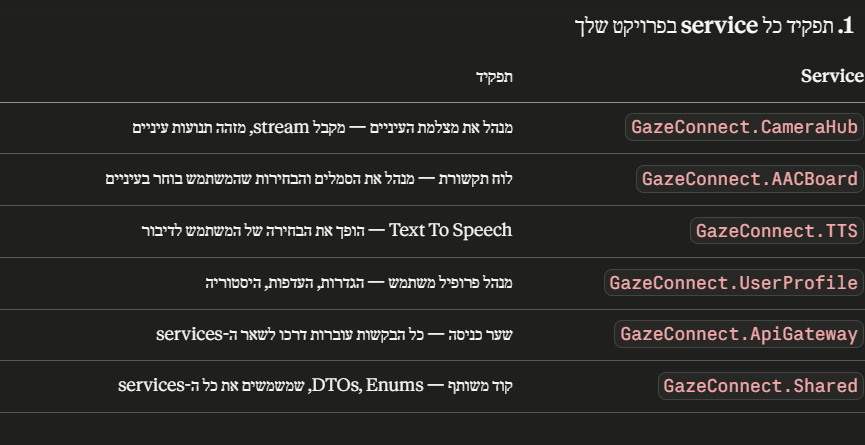 1. תפקיד כל service בפרויקט שלך
Service תפקיד
GazeConnect.CameraHub מנהל את מצלמת העיניים — מקבל stream, מזהה תנועות עיניים
GazeConnect.AACBoard לוח תקשורת — מנהל את הסמלים והבחירות שהמשתמש בוחר בעיניים
GazeConnect.TTS Text To Speech — הופך את הבחירה של המשתמש לדיבור
GazeConnect.UserProfile מנהל פרופיל משתמש — הגדרות, העדפות, היסטוריה
GazeConnect.ApiGateway שער כניסה — כל הבקשות עוברות דרכו לשאר ה-services
GazeConnect.Shared קוד משותף — DTOs, Enums, שמשמשים את כל ה-services